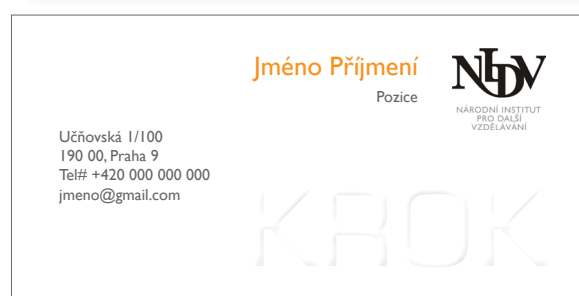 Jméno Příjmení
Pozice
NIDV
NÁRODNÍ INSTITUT
PRO DALŠÍ
VZDĚLÁVÁNÍ
Učňovská 1/100
190 00, Praha 9
Tel# +420 000 000 000
jmeno@gmail.com
KROK